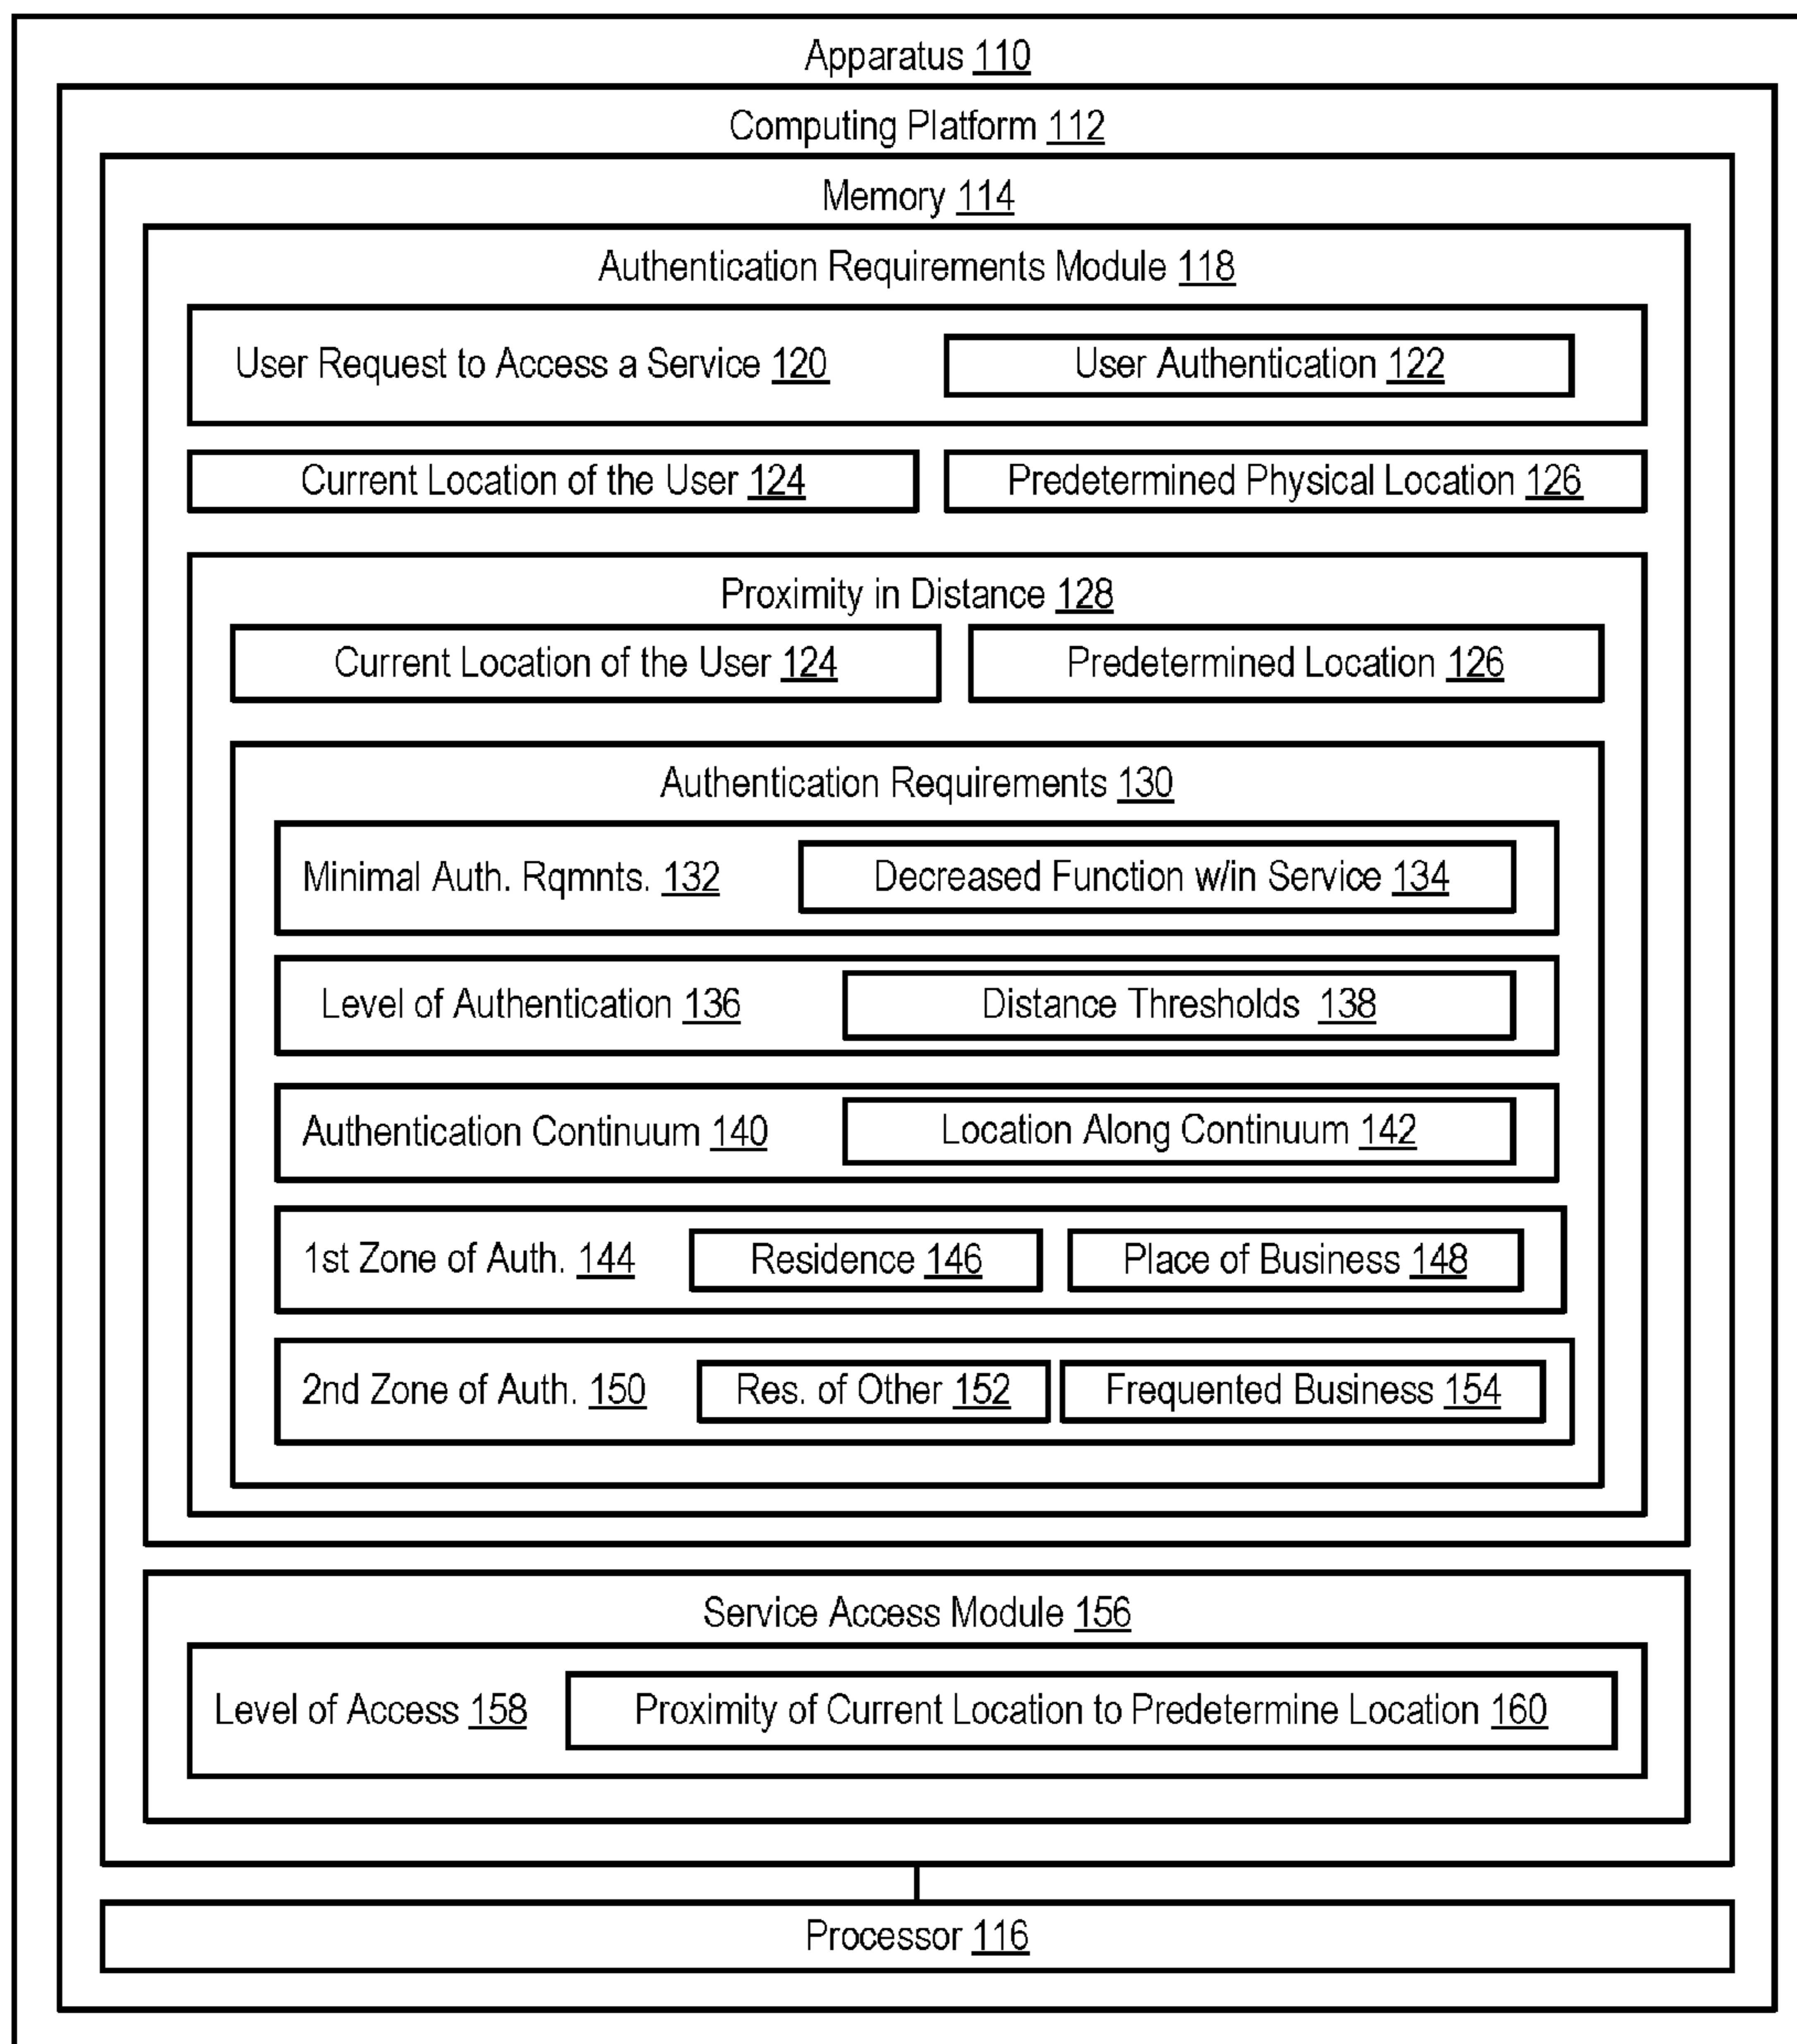 Apparatus 110
Computing Platform 112
Memory 114
Authentication Requirements Module 118
User Request to Access a Service 120 User Authentication 122
Current Location of the User 124 Predetermined Physical Location 126
Proximity in Distance 128
Current Location of the User 124 Predetermined Location 126
Authentication Requirements 130
Minimal Auth. Rqmnts. 132 Decreased Function w/in Service 134
Level of Authentication 136 Distance Thresholds 138
Authentication Continuum 140 Location Along Continuum 142
1st Zone of Auth. 144 Residence 146 Place of Business 148
2nd Zone of Auth. 150 Res. of Other 152 Frequented Business 154
Service Access Module 156
Level of Access 158 Proximity of Current Location to Predetermine Location 160
Processor 116